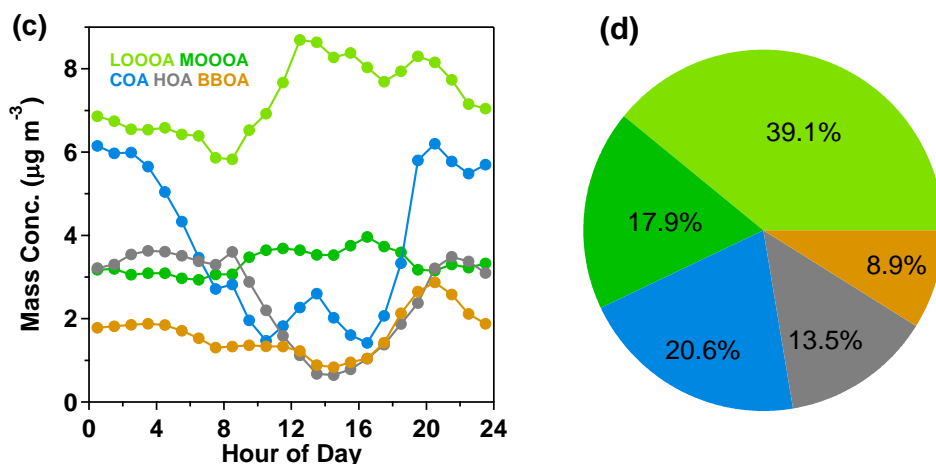 (c)
(d)
LOOOA MOOOA
COA HOA BBOA
Mass Conc. (μg m⁻³)
8
6
4
2
0
0 4 8 12 16 20 24
Hour of Day
39.1%
17.9%
8.9%
13.5%
20.6%